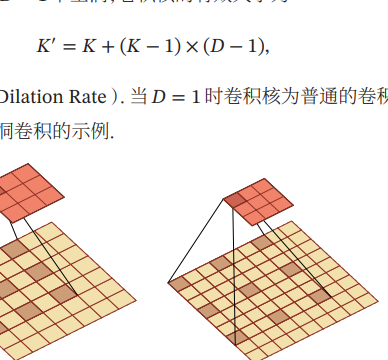 K′ = K + (K − 1) × (D − 1),
Dilation Rate）. 当 D = 1 时卷积核为普通的卷积
洞卷积的示例.